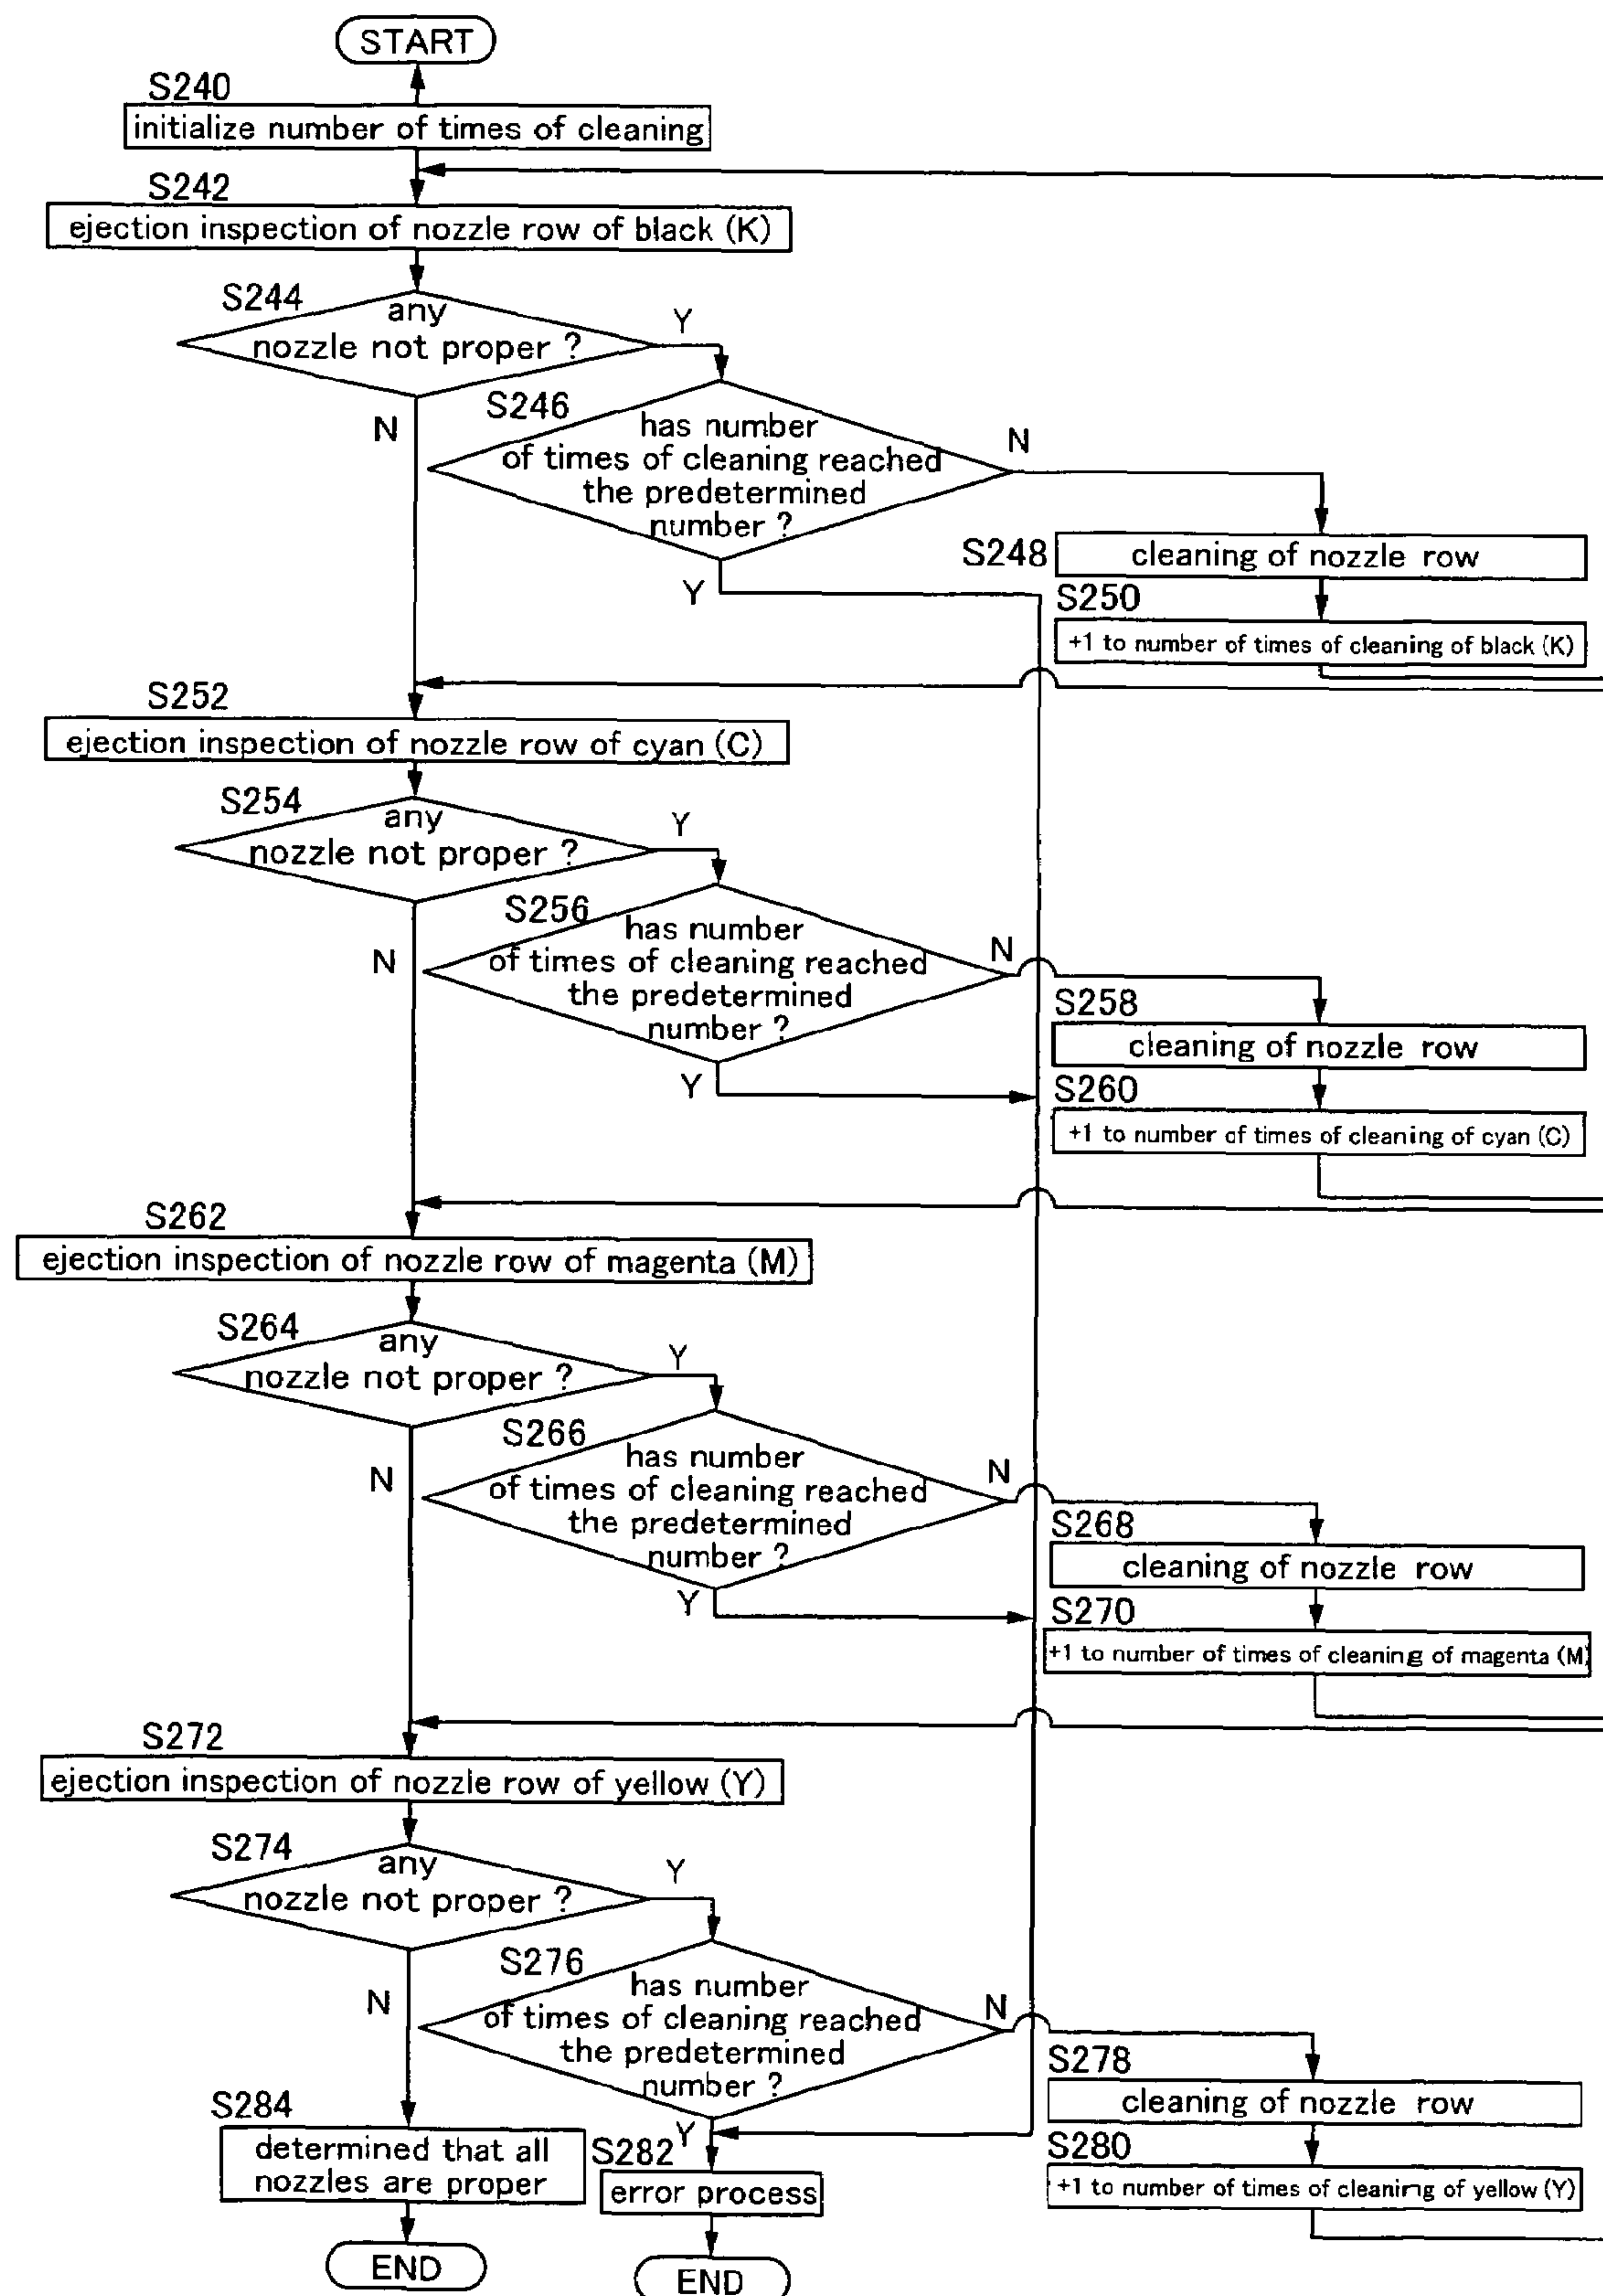 START
S240
initialize number of times of cleaning
S242
ejection inspection of nozzle row of black (K)
S244
any
nozzle not proper ?
Y
N
S246
has number
of times of cleaning reached
the predetermined
number ?
N
Y
S248
cleaning of nozzle row
S250
+1 to number of times of cleaning of black (K)
S252
ejection inspection of nozzle row of cyan (C)
S254
any
nozzle not proper ?
Y
N
S256
has number
of times of cleaning reached
the predetermined
number ?
N
Y
S258
cleaning of nozzle row
S260
+1 to number of times of cleaning of cyan (C)
S262
ejection inspection of nozzle row of magenta (M)
S264
any
nozzle not proper ?
Y
N
S266
has number
of times of cleaning reached
the predetermined
number ?
N
Y
S268
cleaning of nozzle row
S270
+1 to number of times of cleaning of magenta (M)
S272
ejection inspection of nozzle row of yellow (Y)
S274
any
nozzle not proper ?
Y
N
S276
has number
of times of cleaning reached
the predetermined
number ?
N
Y
S278
cleaning of nozzle row
S280
+1 to number of times of cleaning of yellow (Y)
S284
determined that all
nozzles are proper
S282
error process
END
END